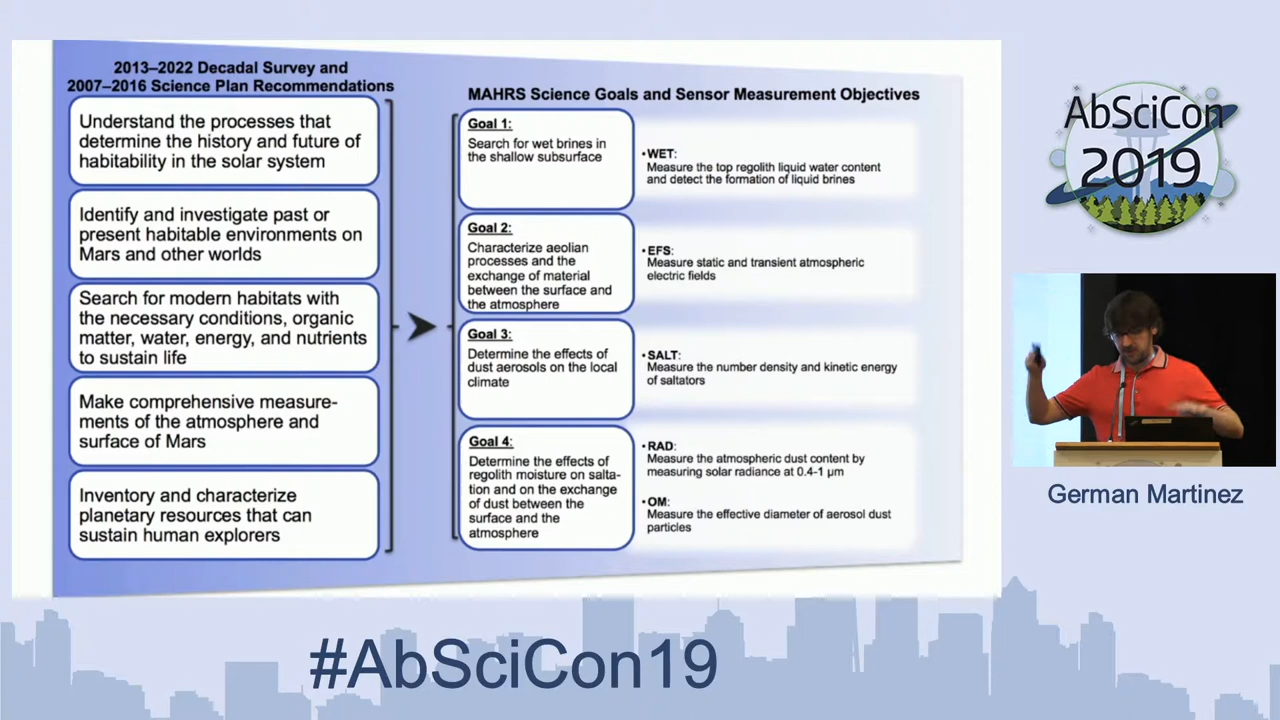 2013–2022 Decadal Survey and
2007–2016 Science Plan Recommendations
Understand the processes that
determine the history and future of
habitability in the solar system
Identify and investigate past or
present habitable environments on
Mars and other worlds
Search for modern habitats with
the necessary conditions, organic
matter, water, energy, and nutrients
to sustain life
Make comprehensive measure-
ments of the atmosphere and
surface of Mars
Inventory and characterize
planetary resources that can
sustain human explorers
MAHRS Science Goals and Sensor Measurement Objectives
Goal 1:
Search for wet brines in
the shallow subsurface
•WET:
Measure the top regolith liquid water content
and detect the formation of liquid brines
Goal 2:
Characterize aeolian
processes and the
exchange of material
between the surface and
the atmosphere
•EFS:
Measure static and transient atmospheric
electric fields
Goal 3:
Determine the effects of
dust aerosols on the local
climate
•SALT:
Measure the number density and kinetic energy
of saltators
Goal 4:
Determine the effects of
regolith moisture on salta-
tion and on the exchange
of dust between the
surface and the
atmosphere
•RAD:
Measure the atmospheric dust content by
measuring solar radiance at 0.4-1 µm
•OM:
Measure the effective diameter of aerosol dust
particles
AbSciCon
2019
German Martinez
#AbSciCon19